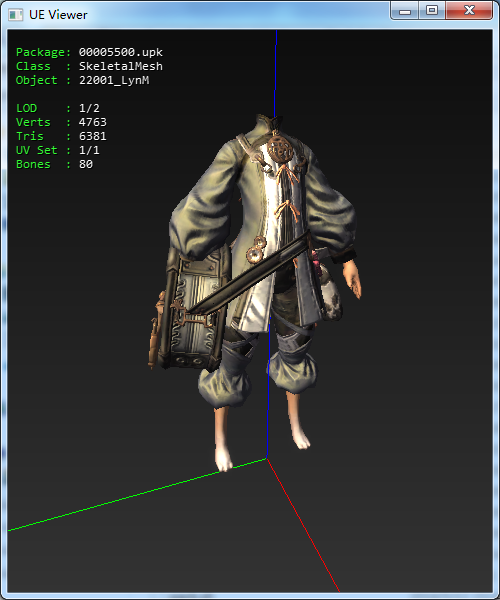 UE Viewer
Package: 00005500.upk
Class  : SkeletalMesh
Object : 22001_LynM
LOD    : 1/2
Verts  : 4763
Tris   : 6381
UV Set : 1/1
Bones  : 80